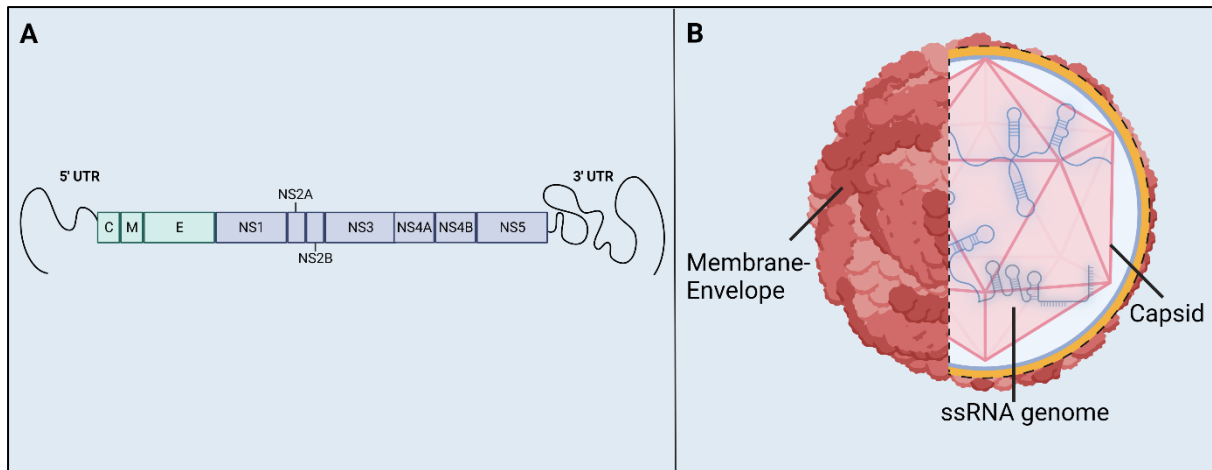 A
5' UTR
NS2A
3' UTR
C M E NS1 NS3 NS4A NS4B NS5
NS2B
B
Membrane-
Envelope
Capsid
ssRNA genome